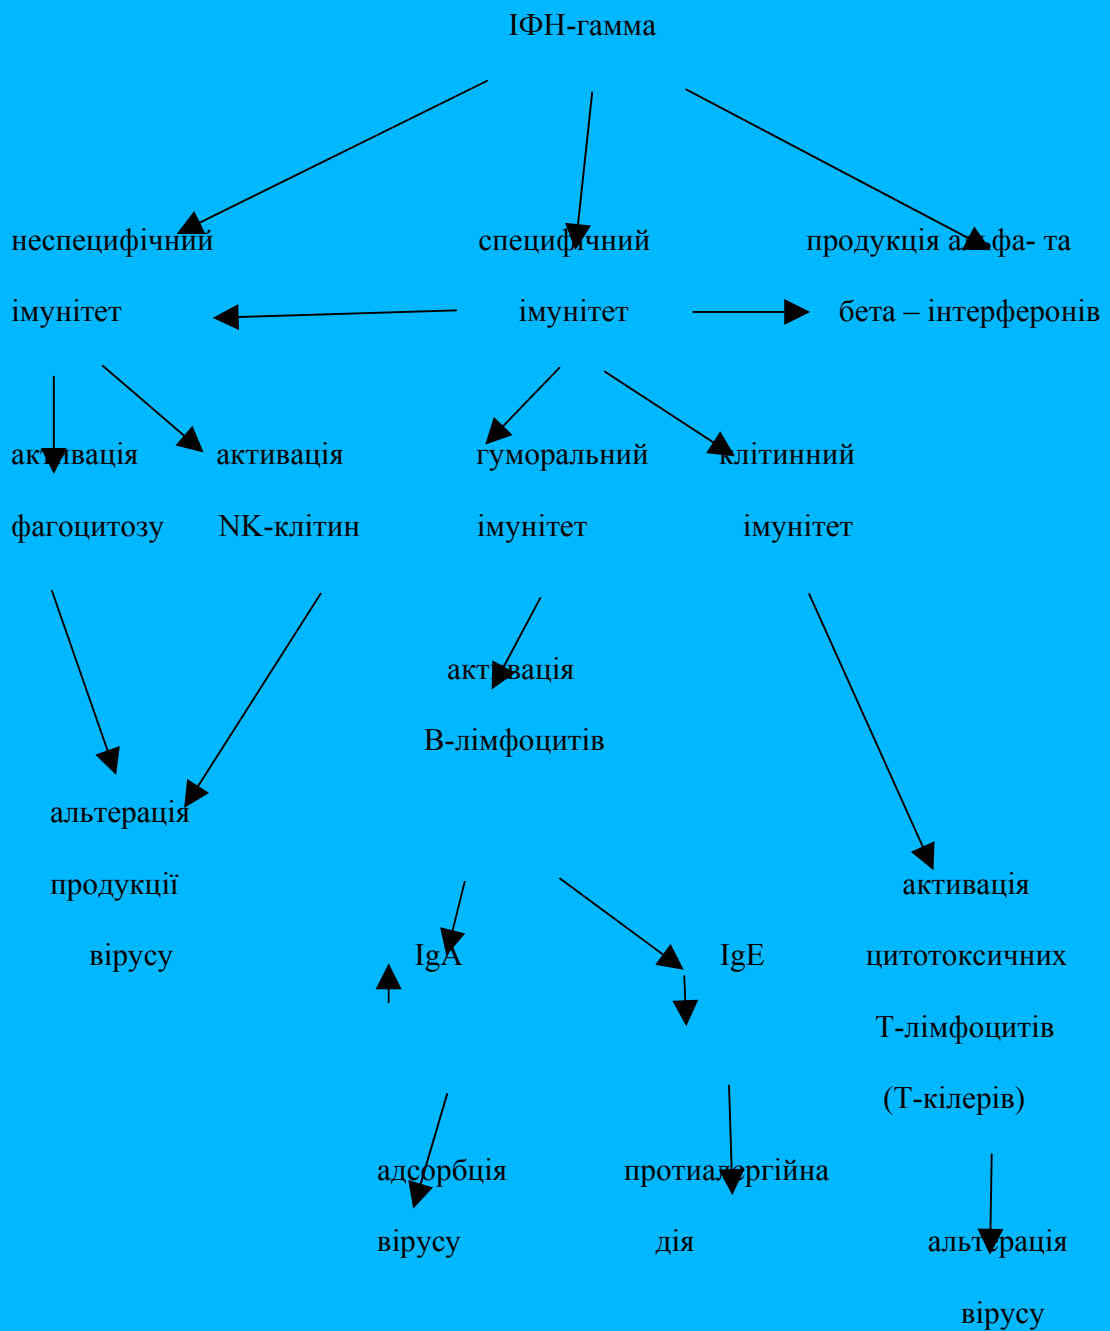 ІФН-гамма
неспецифічний специфічний продукція альфа- та
імунітет імунітет бета – інтерферонів
активація активація гуморальний клітинний
фагоцитозу NK-клітин імунітет імунітет
активація
В-лімфоцитів
альтерація
продукції активація
вірусу IgA IgE цитотоксичних
Т-лімфоцитів
(Т-кілерів)
адсорбція протиалергійна
вірусу дія альтерація
вірусу